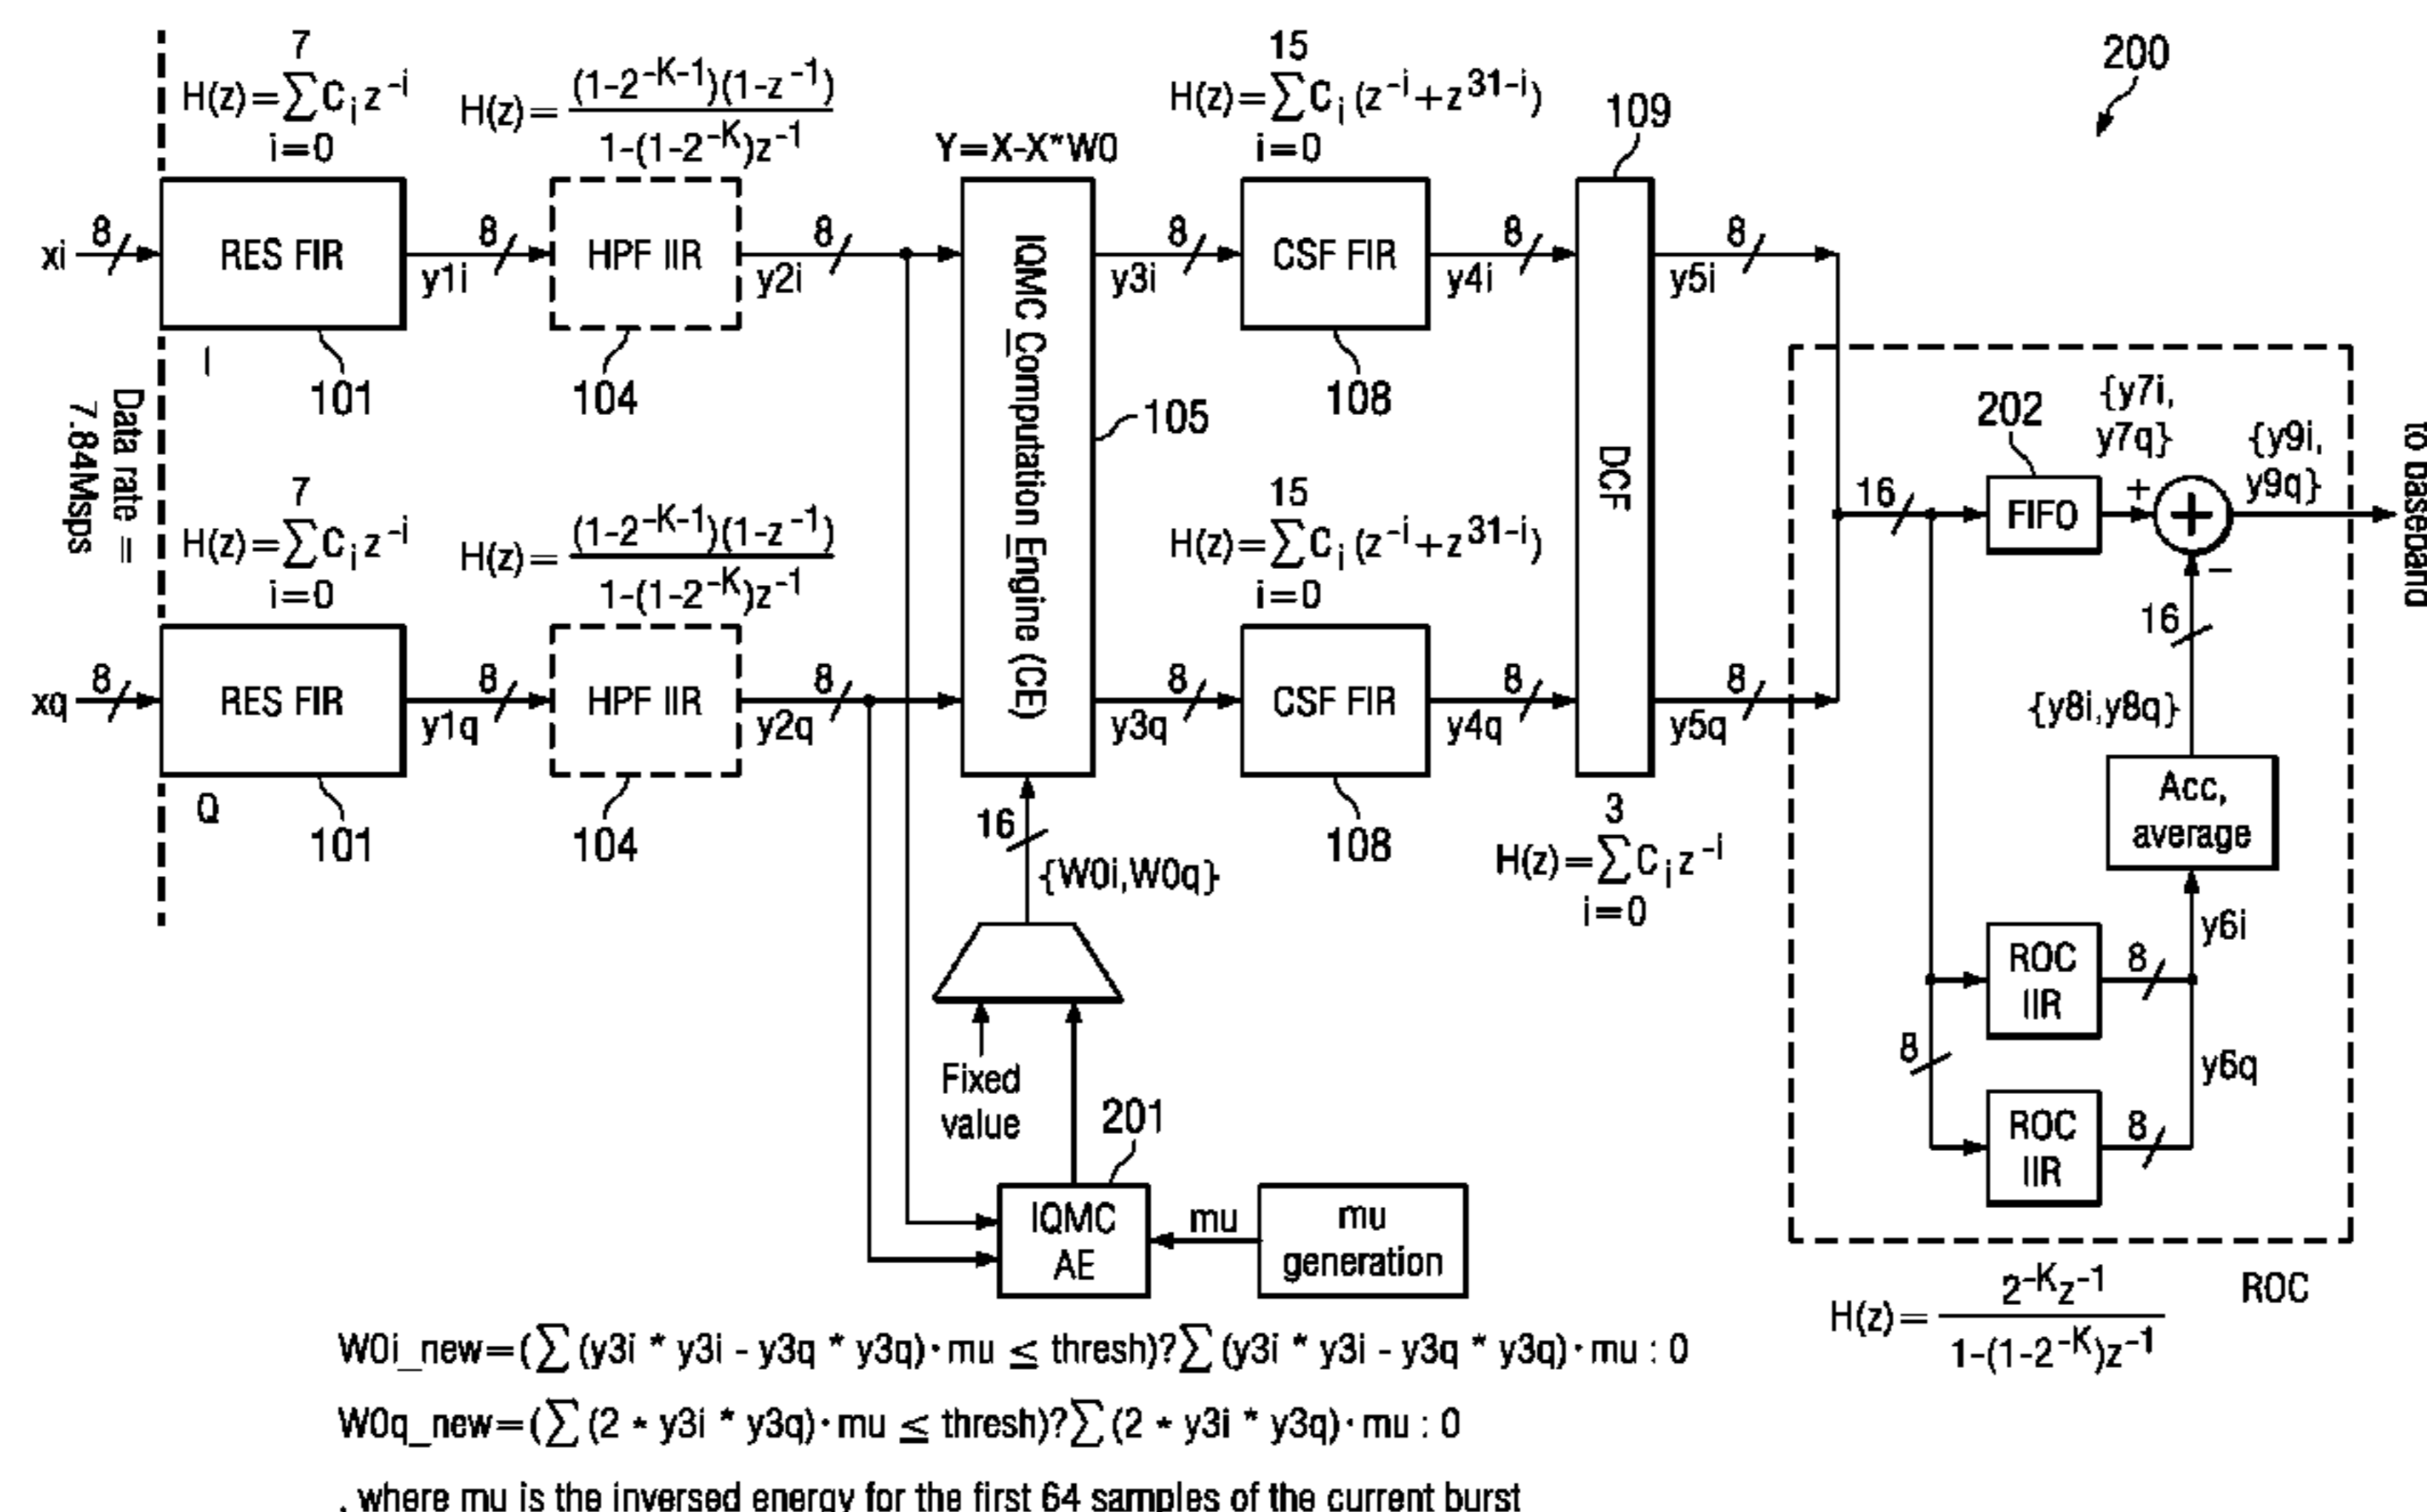 200
7
H(z)=∑C_i z^{-i}
i=0
H(z)=(1-2^{-K-1})(1-z^{-1})
1-(1-2^{-K})z^{-1}
Y=X-X*W0
15
H(z)=∑C_i(z^{-i}+z^{31-i})
i=0
109
xi
8
RES FIR
8
y1i
HPF IIR
8
y2i
IQMC_Computation_Engine (CE)
8
y3i
CSF FIR
8
y4i
DCF
8
y5i
I
101
104
105
108
Data rate =
7.84Msps
7
H(z)=∑C_i z^{-i}
i=0
H(z)=(1-2^{-K-1})(1-z^{-1})
1-(1-2^{-K})z^{-1}
15
H(z)=∑C_i(z^{-i}+z^{31-i})
i=0
xq
8
RES FIR
8
y1q
HPF IIR
8
y2q
8
y3q
CSF FIR
8
y4q
8
y5q
Q
101
104
108
3
H(z)=∑C_i z^{-i}
i=0
16
{W0i,W0q}
Fixed
value
201
IQMC
AE
mu
mu
generation
16
202
FIFO
{y7i,
y7q}
+
+
−
{y9i,
y9q}
to baseband
16
{y8i,y8q}
Acc,
average
y6i
ROC
IIR
8
8
y6q
ROC
IIR
8
ROC
H(z)=2^{-K}z^{-1}
1-(1-2^{-K})z^{-1}
W0i_new=(∑(y3i * y3i - y3q * y3q)·mu ≤ thresh)?∑(y3i * y3i - y3q * y3q)·mu : 0
W0q_new=(∑(2 * y3i * y3q)·mu ≤ thresh)?∑(2 * y3i * y3q)·mu : 0
, where mu is the inversed energy for the first 64 samples of the current burst